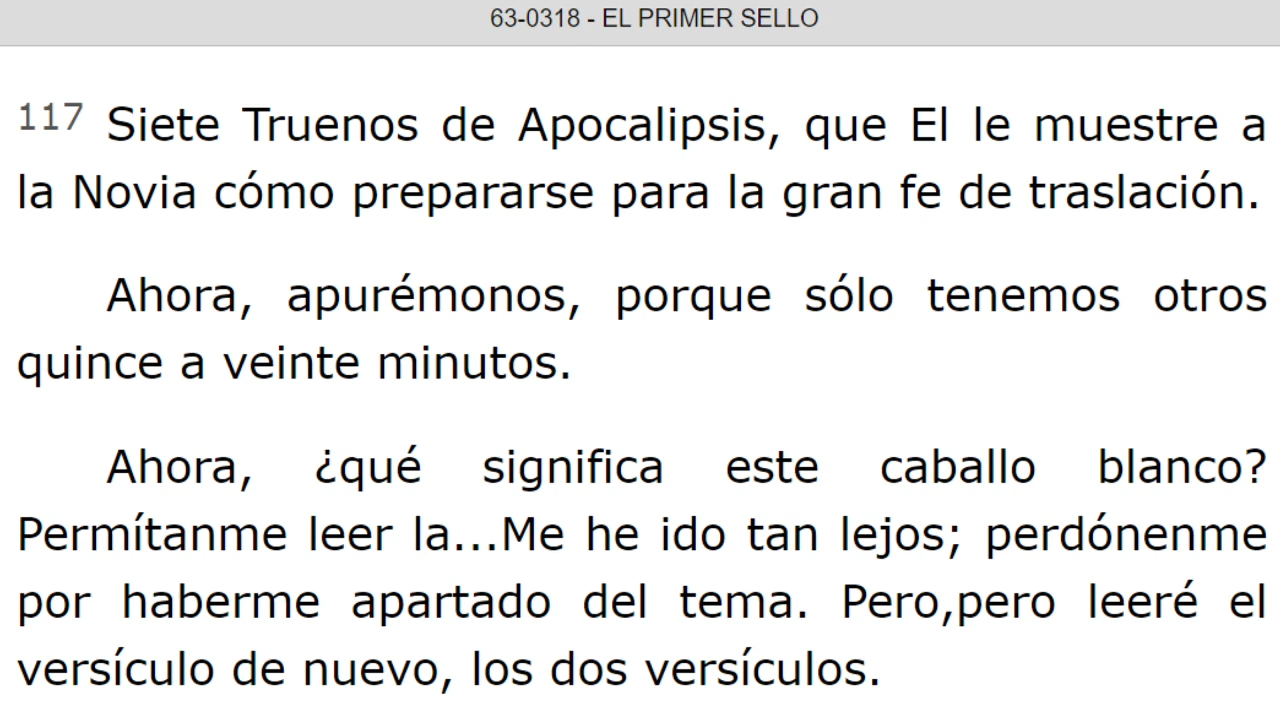 63-0318 - EL PRIMER SELLO
117 Siete Truenos de Apocalipsis, que El le muestre a
la Novia cómo prepararse para la gran fe de traslación.
Ahora, apurémonos, porque sólo tenemos otros
quince a veinte minutos.
Ahora, ¿qué significa este caballo blanco?
Permítanme leer la...Me he ido tan lejos; perdónenme
por haberme apartado del tema. Pero,pero leeré el
versículo de nuevo, los dos versículos.